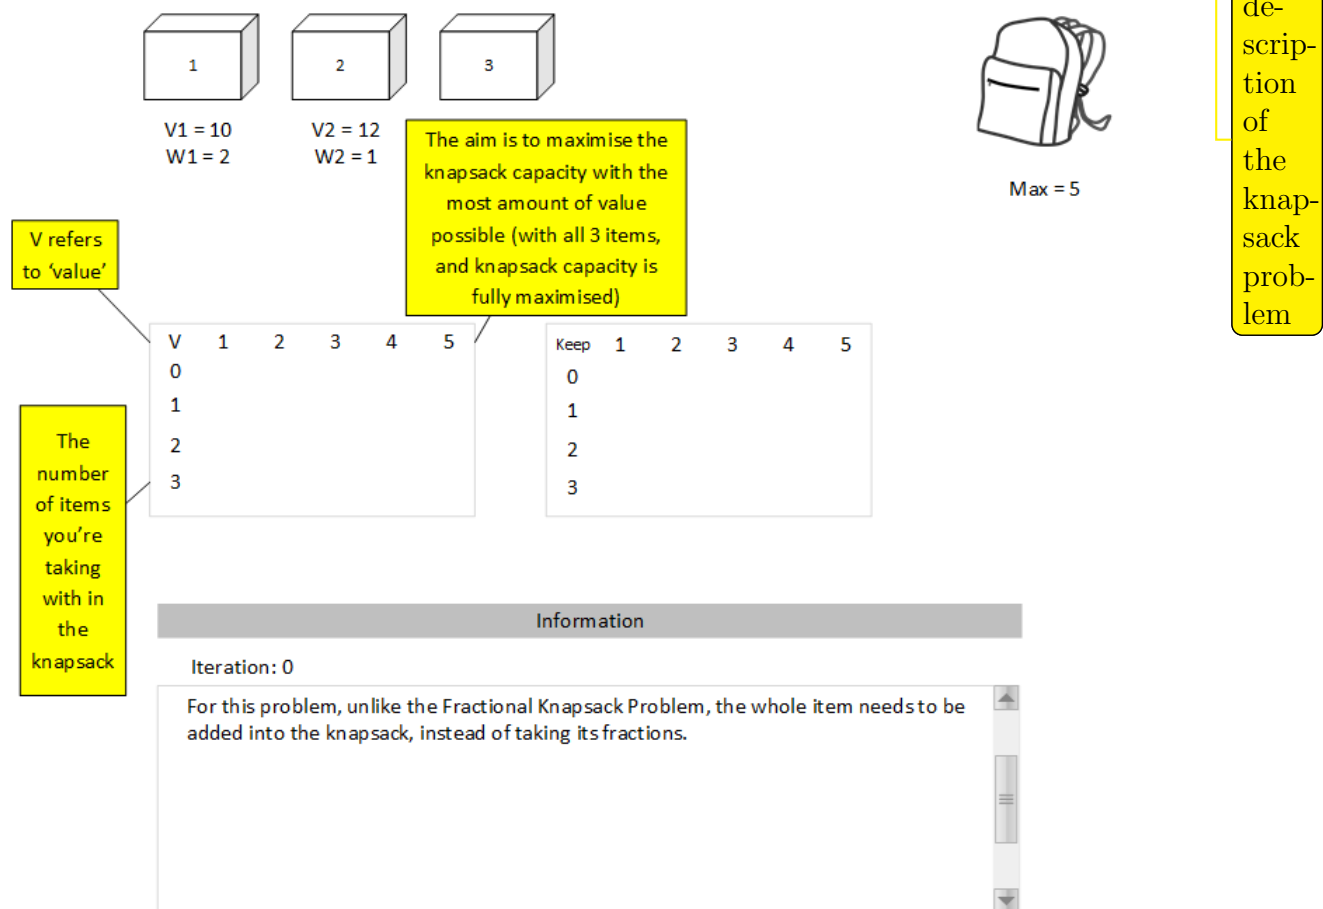 1
2
3
V1 = 10
W1 = 2
V2 = 12
W2 = 1
The aim is to maximise the
knapsack capacity with the
most amount of value
possible (with all 3 items,
and knapsack capacity is
fully maximised)
Max = 5
de-
scrip-
tion
of
the
knap-
sack
prob-
lem
V refers
to ‘value’
V 1 2 3 4 5
0
1
2
3
Keep 1 2 3 4 5
0
1
2
3
The
number
of items
you’re
taking
with in
the
knapsack
Information
Iteration: 0
For this problem, unlike the Fractional Knapsack Problem, the whole item needs to be
added into the knapsack, instead of taking its fractions.